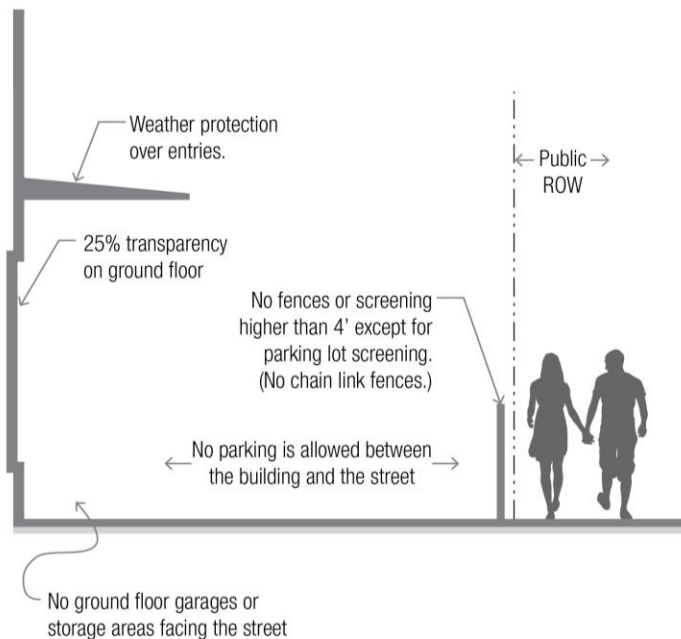 Weather protection
over entries.
Public
ROW
25% transparency
on ground floor
No fences or screening
higher than 4’ except for
parking lot screening.
(No chain link fences.)
No parking is allowed between
the building and the street
No ground floor garages or
storage areas facing the street